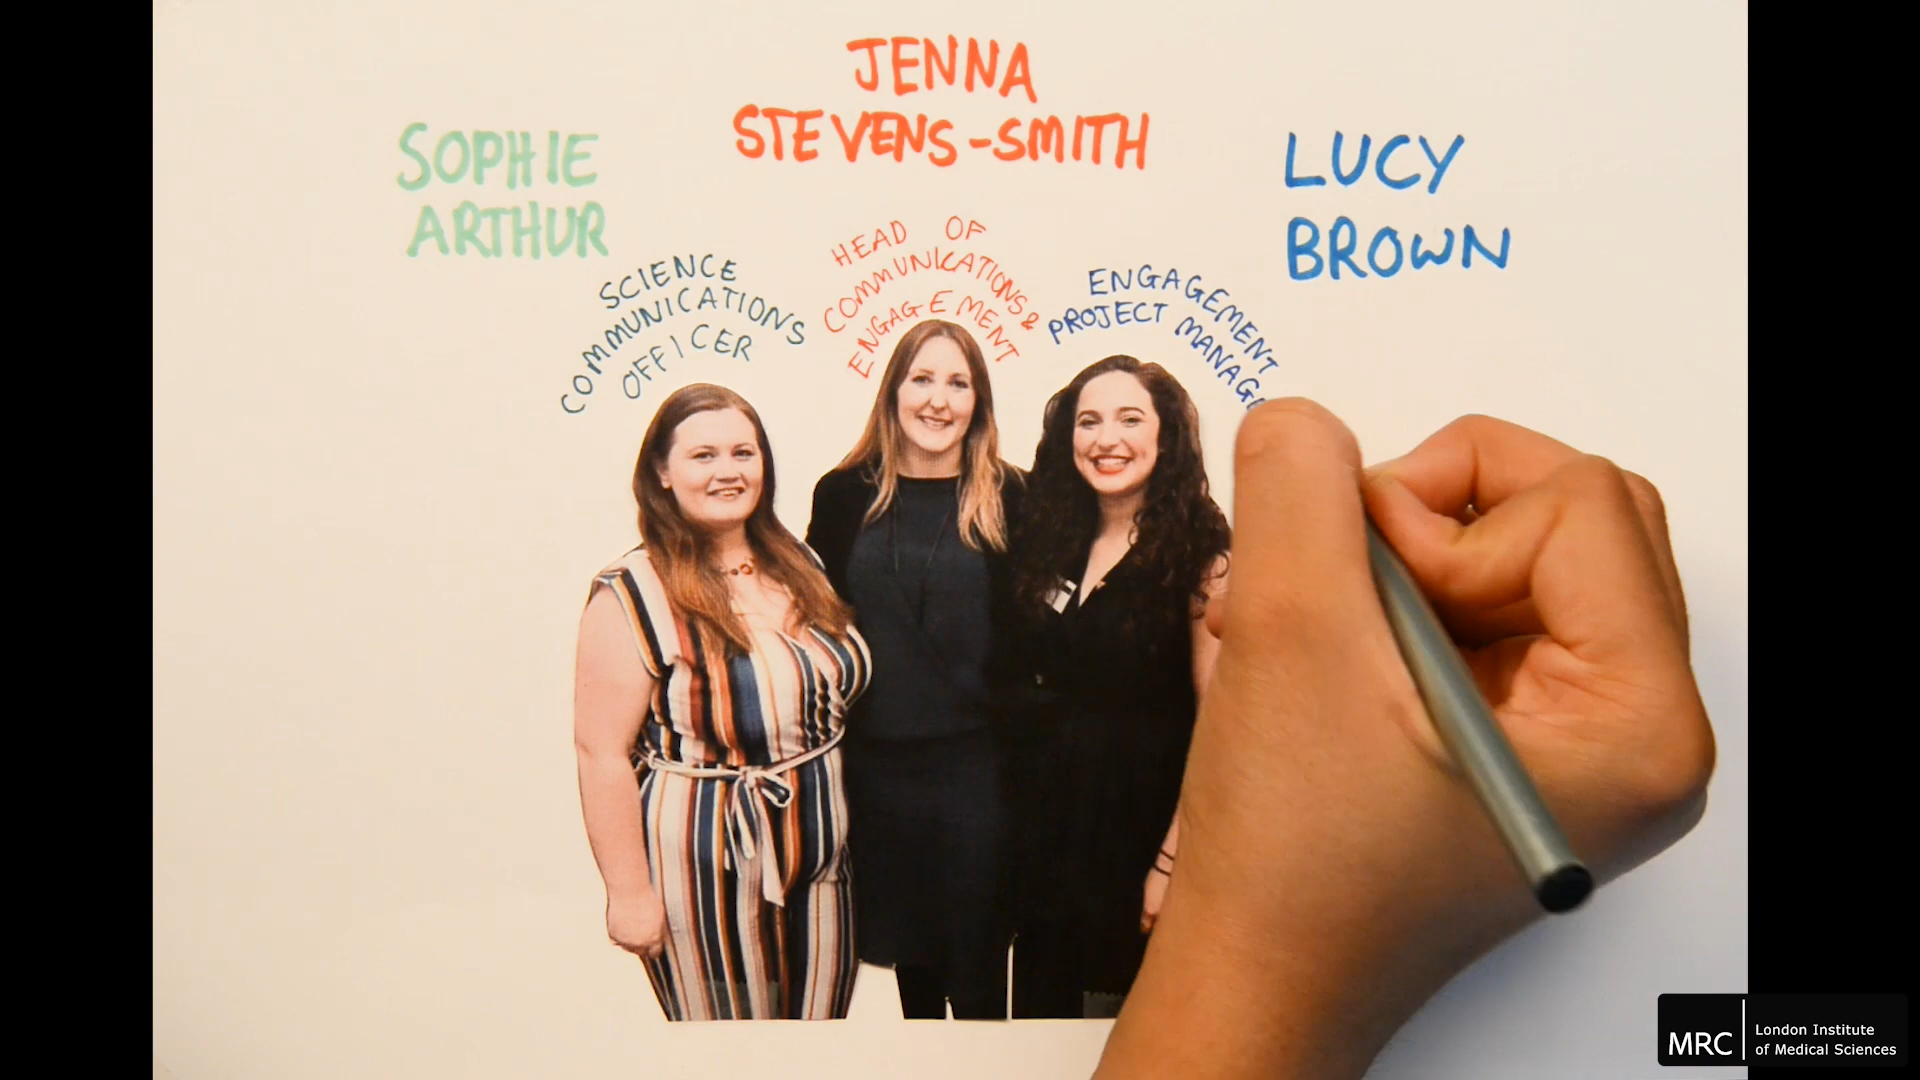 SOPHIE
ARTHUR
SCIENCE
COMMUNICATIONS
OFFICER
JENNA
STEVENS-SMITH
HEAD OF
COMMUNICATIONS &
ENGAGEMENT
LUCY
BROWN
ENGAGEMENT
PROJECT MANAGE
MRC
London Institute
of Medical Sciences